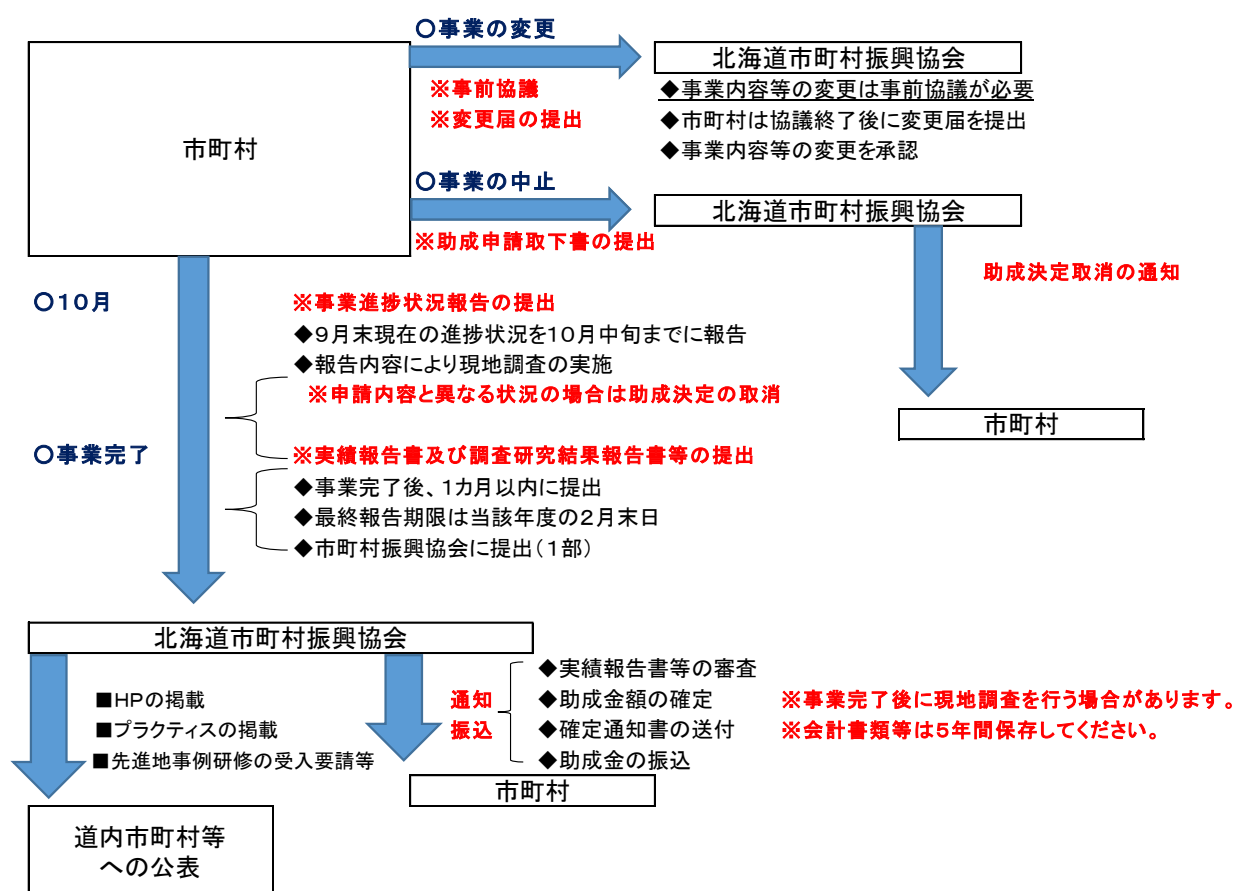 市町村
〇事業の変更
※事前協議
※変更届の提出
北海道市町村振興協会
◆事業内容等の変更は事前協議が必要
◆市町村は協議終了後に変更届を提出
◆事業内容等の変更を承認
〇事業の中止
※助成申請取下書の提出
北海道市町村振興協会
助成決定取消の通知
市町村
〇１０月
※事業進捗状況報告の提出
◆９月末現在の進捗状況を１０月中旬までに報告
◆報告内容により現地調査の実施
※申請内容と異なる状況の場合は助成決定の取消
〇事業完了
※実績報告書及び調査研究結果報告書等の提出
◆事業完了後、１カ月以内に提出
◆最終報告期限は当該年度の２月末日
◆市町村振興協会に提出（１部）
北海道市町村振興協会
■HPの掲載
■プラクティスの掲載
■先進地事例研修の受入要請等
道内市町村等
への公表
通知
振込
◆実績報告書等の審査
◆助成金額の確定
◆確定通知書の送付
◆助成金の振込
市町村
※事業完了後に現地調査を行う場合があります。
※会計書類等は５年間保存してください。